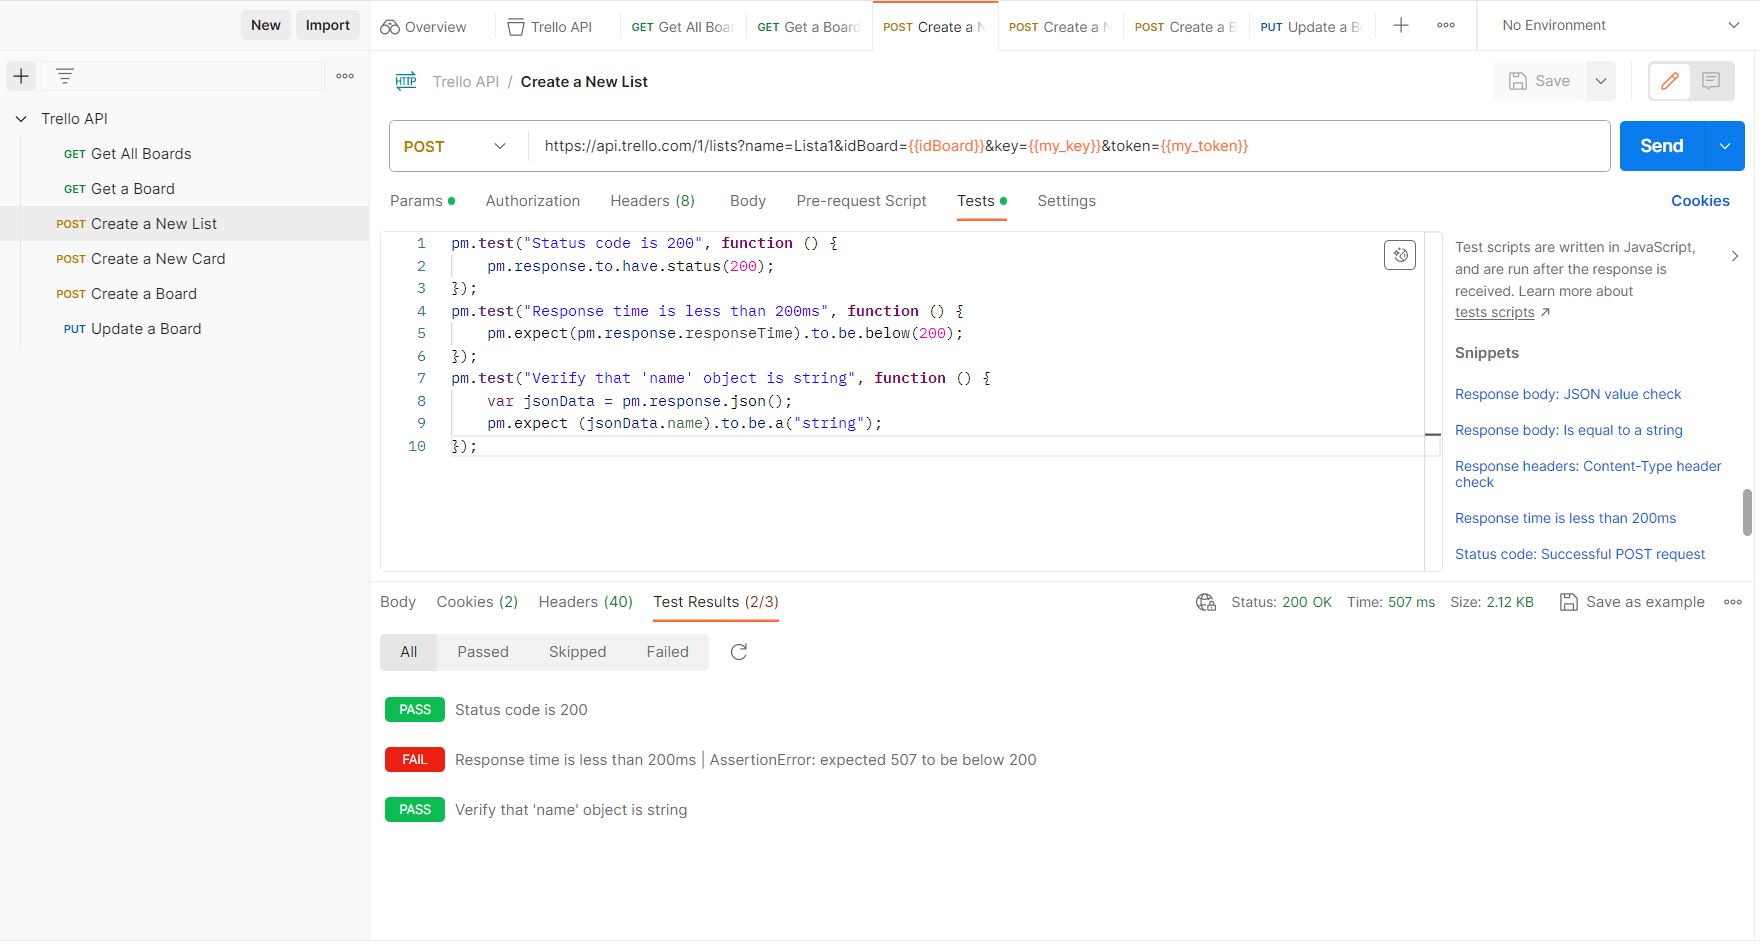 New
Import
Overview
Trello API
GET Get All Boar
GET Get a Board
POST Create a N
POST Create a N
POST Create a B
PUT Update a B
No Environment
Trello API
GET Get All Boards
GET Get a Board
POST Create a New List
POST Create a New Card
POST Create a Board
PUT Update a Board
HTTP Trello API / Create a New List
Save
POST
https://api.trello.com/1/lists?name=Lista1&idBoard={{idBoard}}&key={{my_key}}&token={{my_token}}
Send
Params
Authorization
Headers (8)
Body
Pre-request Script
Tests
Settings
Cookies
1 pm.test("Status code is 200", function () {
2 pm.response.to.have.status(200);
3 });
4 pm.test("Response time is less than 200ms", function () {
5 pm.expect(pm.response.responseTime).to.be.below(200);
6 });
7 pm.test("Verify that 'name' object is string", function () {
8 var jsonData = pm.response.json();
9 pm.expect (jsonData.name).to.be.a("string");
10 });
Test scripts are written in JavaScript,
and are run after the response is
received. Learn more about
tests scripts
Snippets
Response body: JSON value check
Response body: Is equal to a string
Response headers: Content-Type header
check
Response time is less than 200ms
Status code: Successful POST request
Body
Cookies (2)
Headers (40)
Test Results (2/3)
Status: 200 OK
Time: 507 ms
Size: 2.12 KB
Save as example
All
Passed
Skipped
Failed
PASS Status code is 200
FAIL Response time is less than 200ms | AssertionError: expected 507 to be below 200
PASS Verify that 'name' object is string